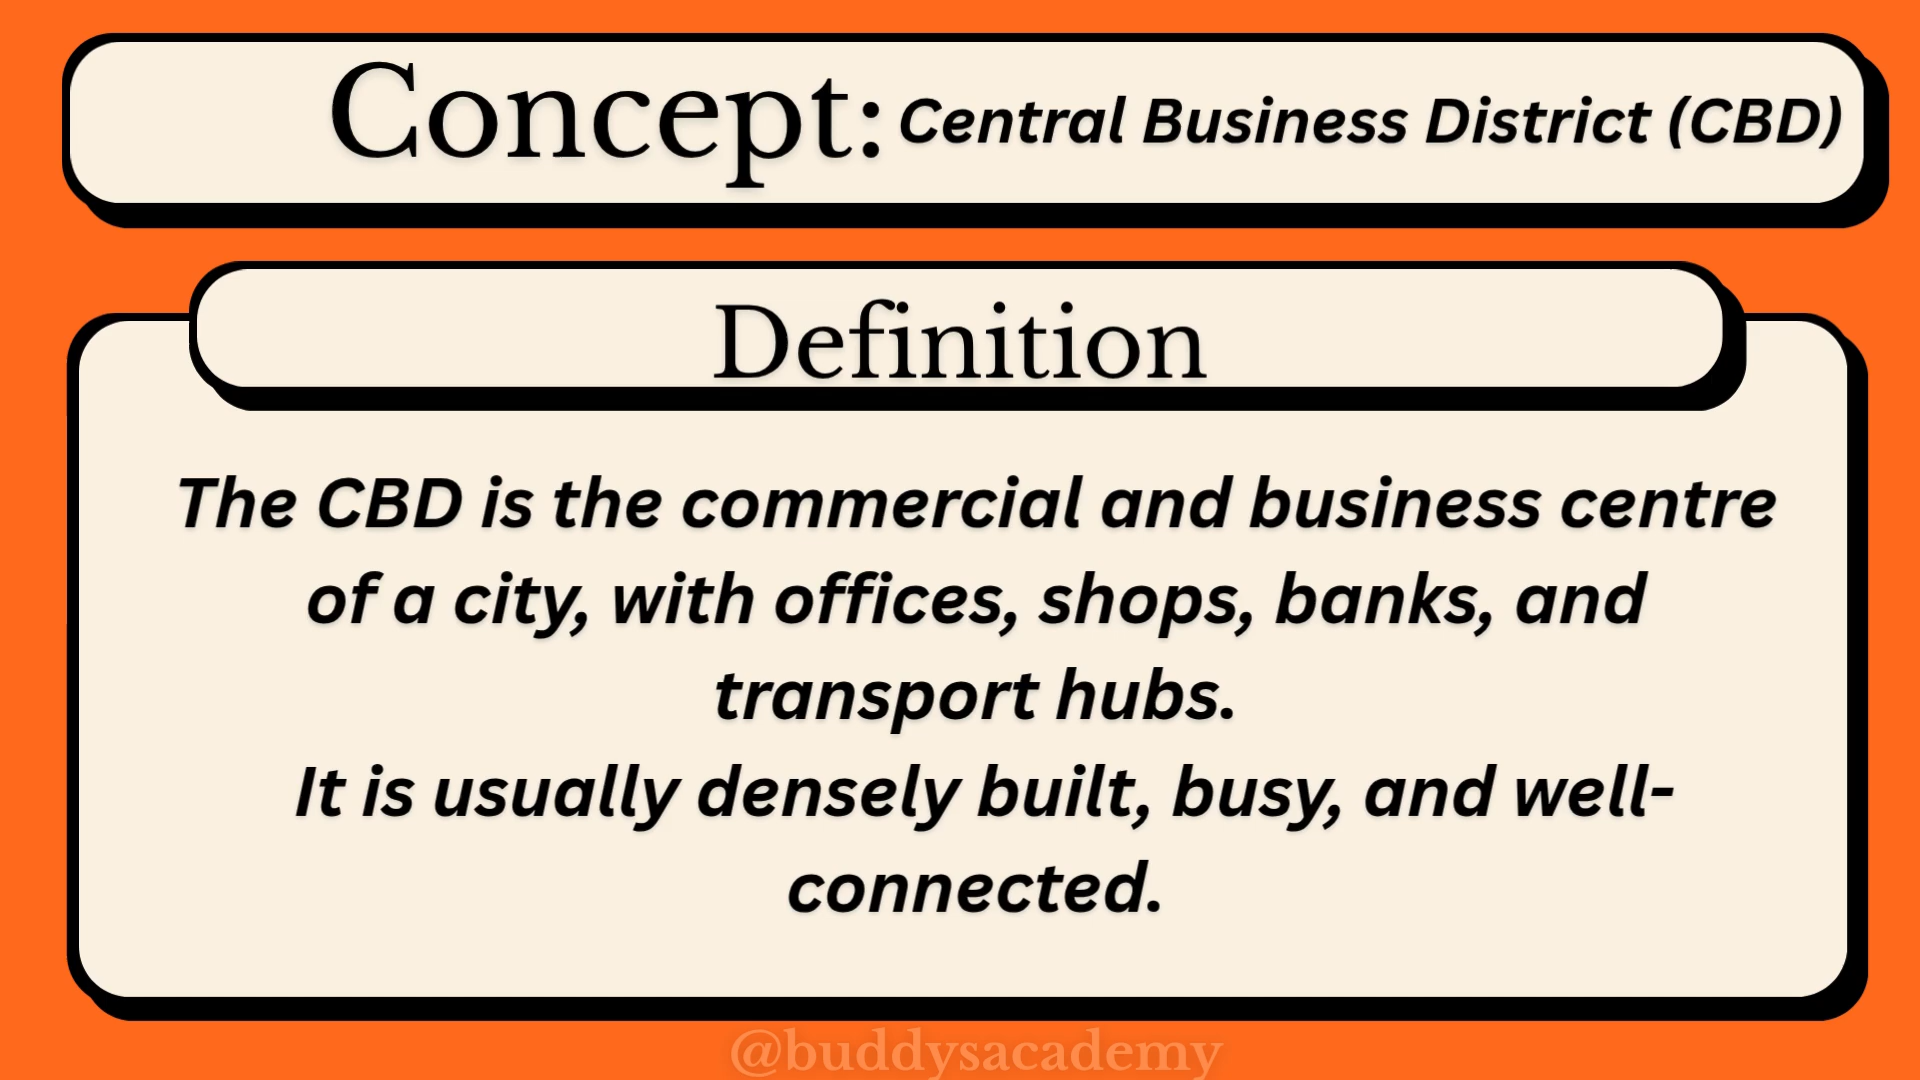 Concept: Central Business District (CBD)
Definition
The CBD is the commercial and business centre
of a city, with offices, shops, banks, and
transport hubs.
It is usually densely built, busy, and well-
connected.
@buddysacademy